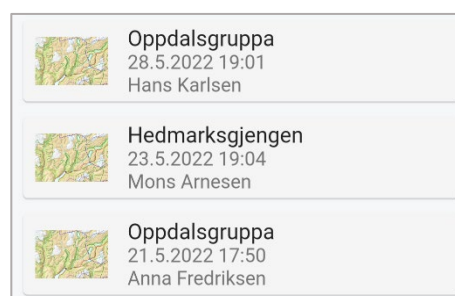 Oppdalsgruppa
28.5.2022 19:01
Hans Karlsen
Hedmarksgjengen
23.5.2022 19:04
Mons Arnesen
Oppdalsgruppa
21.5.2022 17:50
Anna Fredriksen